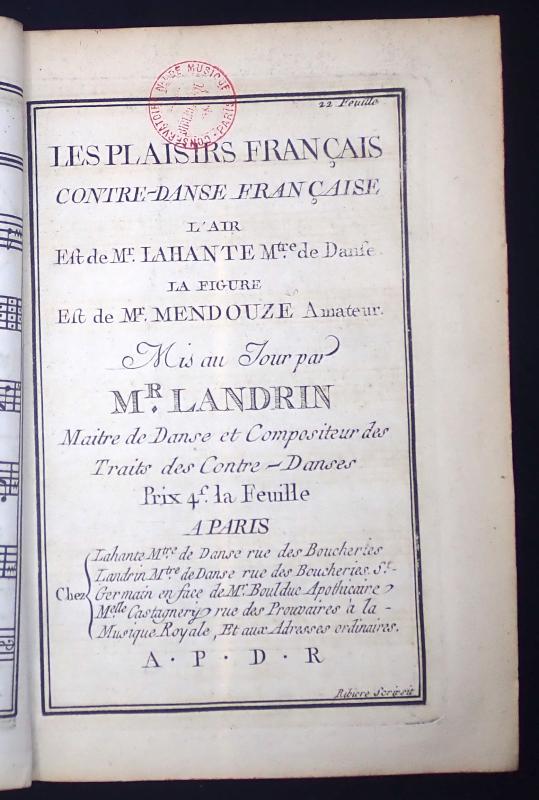 22 Feuille
LES PLAISIRS FRANÇAIS
CONTRE-DANSE FRANÇAISE
L'AIR
Est de Mr. LAHANTE Mtre. de Danse.
LA FIGURE
Est de Mr. MENDOUZE Amateur.
Mis au Jour par
MR. LANDRIN
Maitre de Danse et Compositeur des
Traits des Contre-Danses
Prix 4s. la Feuille
A PARIS
Chez
Lahante Mtre. de Danse rue des Boucheries
Landrin Mtre de Danse rue des Boucheries St.-
Germain en face de Mr. Boulduc Apothicaire
Melle. Castagnery rue des Prouvaires à la-
Musique Royale, Et aux Adresses ordinaires.
A · P · D · R
Ribiere Scripsit
CONSERVATOIRE DE MUSIQUE PARIS